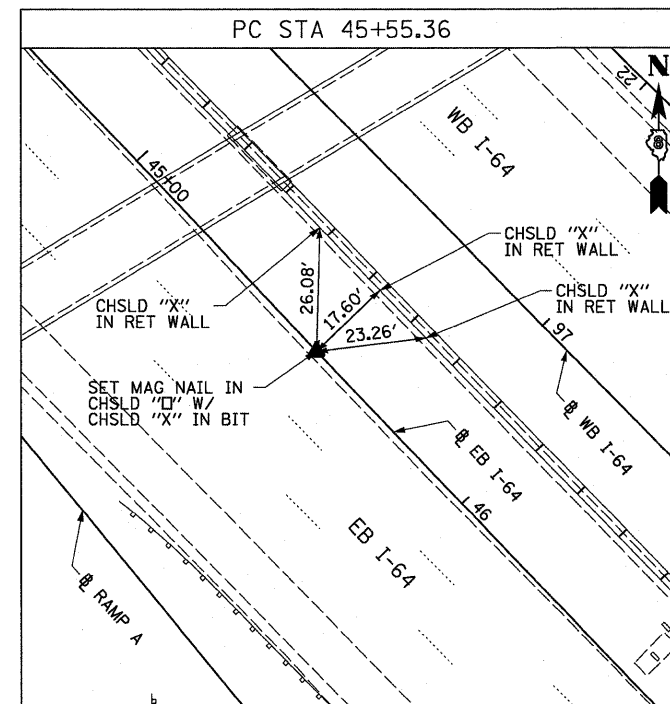 PC STA 45+55.36
N
22
WB I-64
45+00
CHSLD "X"
IN RET WALL
26.08'
17.60'
23.26'
CHSLD "X"
IN RET WALL
CHSLD "X"
IN RET WALL
97
SET MAG NAIL IN
CHSLD "□" W/
CHSLD "X" IN BIT
℄ WB I-64
℄ EB I-64
46
EB I-64
℄ RAMP A